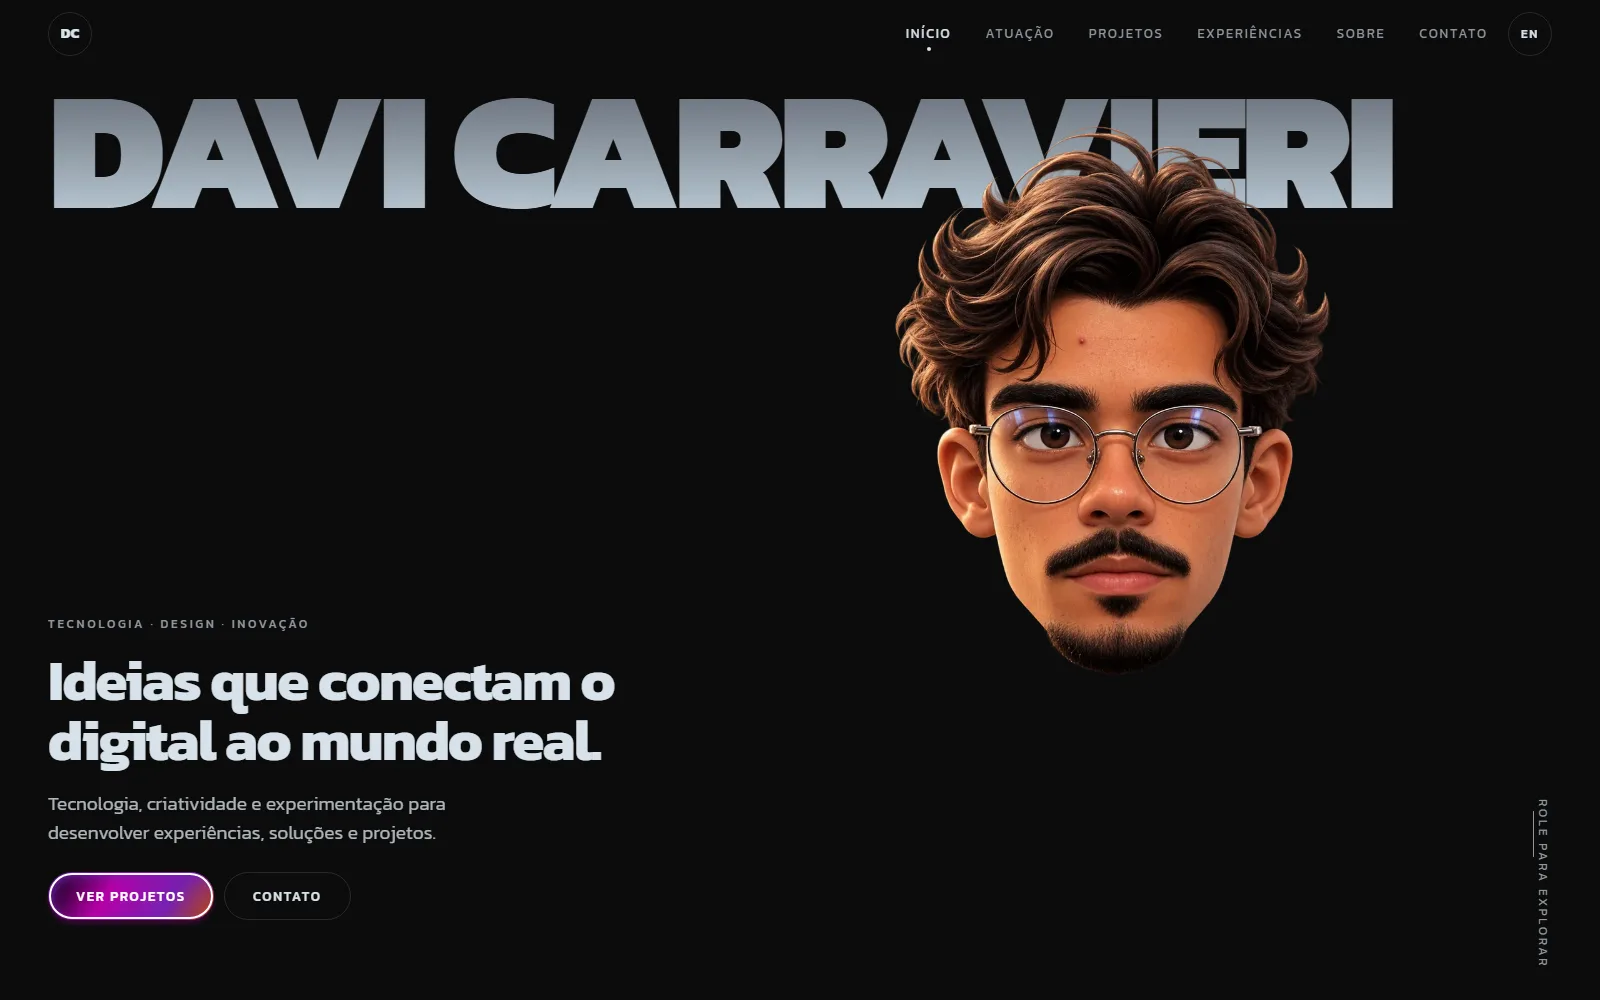 DC
INÍCIO ATUAÇÃO PROJETOS EXPERIÊNCIAS SOBRE CONTATO EN
DAVI CARRAVIERI
TECNOLOGIA · DESIGN · INOVAÇÃO
Ideias que conectam o
digital ao mundo real.
Tecnologia, criatividade e experimentação para
desenvolver experiências, soluções e projetos.
VER PROJETOS CONTATO
ROLE PARA EXPLORAR